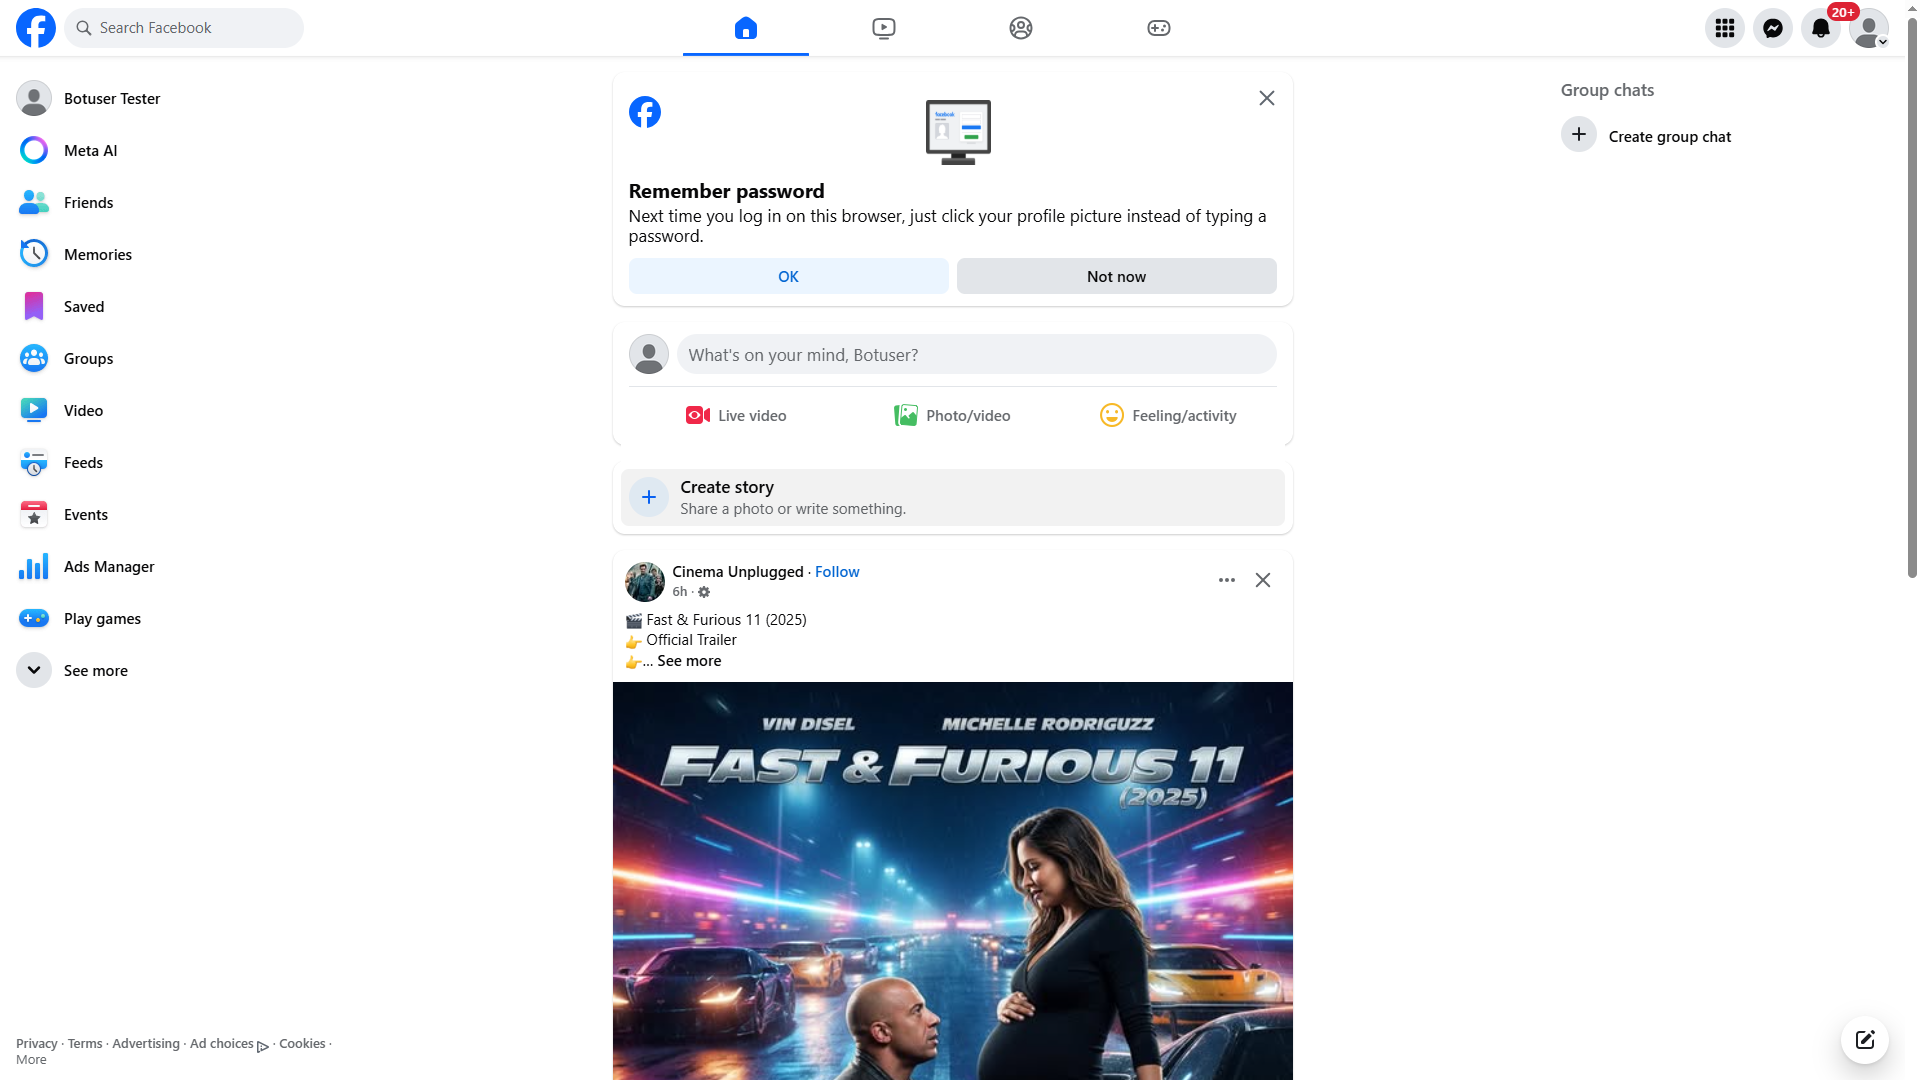 Search Facebook
20+
Botuser Tester
Meta AI
Friends
Memories
Saved
Groups
Video
Feeds
Events
Ads Manager
Play games
See more
Privacy · Terms · Advertising · Ad choices · Cookies ·
More
facebook
Remember password
Next time you log in on this browser, just click your profile picture instead of typing a
password.
OK
Not now
What's on your mind, Botuser?
Live video
Photo/video
Feeling/activity
Create story
Share a photo or write something.
Cinema Unplugged · Follow
6h ·
🎬 Fast & Furious 11 (2025)
👉 Official Trailer
👉... See more
VIN DISEL MICHELLE RODRIGUZZ
FAST & FURIOUS 11
(2025)
Group chats
Create group chat